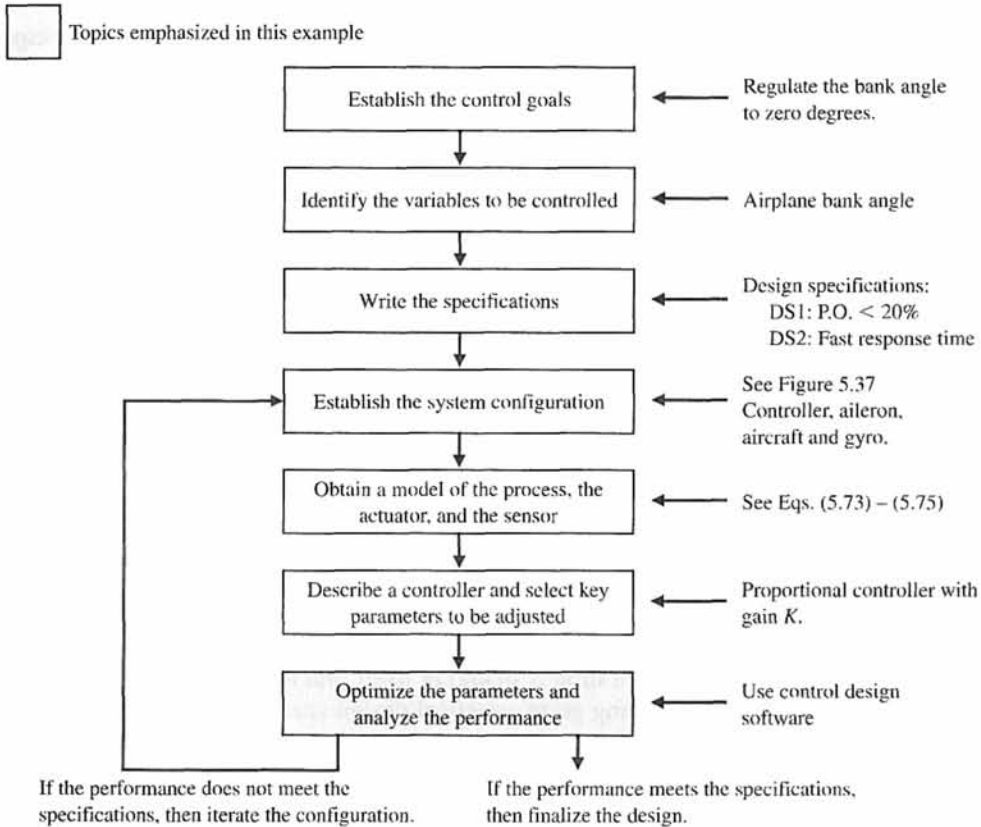 Topics emphasized in this example
Establish the control goals
Regulate the bank angle
to zero degrees.
Identify the variables to be controlled
Airplane bank angle
Write the specifications
Design specifications:
DS1: P.O. < 20%
DS2: Fast response time
Establish the system configuration
See Figure 5.37
Controller, aileron,
aircraft and gyro.
Obtain a model of the process, the
actuator, and the sensor
See Eqs. (5.73) – (5.75)
Describe a controller and select key
parameters to be adjusted
Proportional controller with
gain K.
Optimize the parameters and
analyze the performance
Use control design
software
If the performance does not meet the
specifications, then iterate the configuration.
If the performance meets the specifications,
then finalize the design.